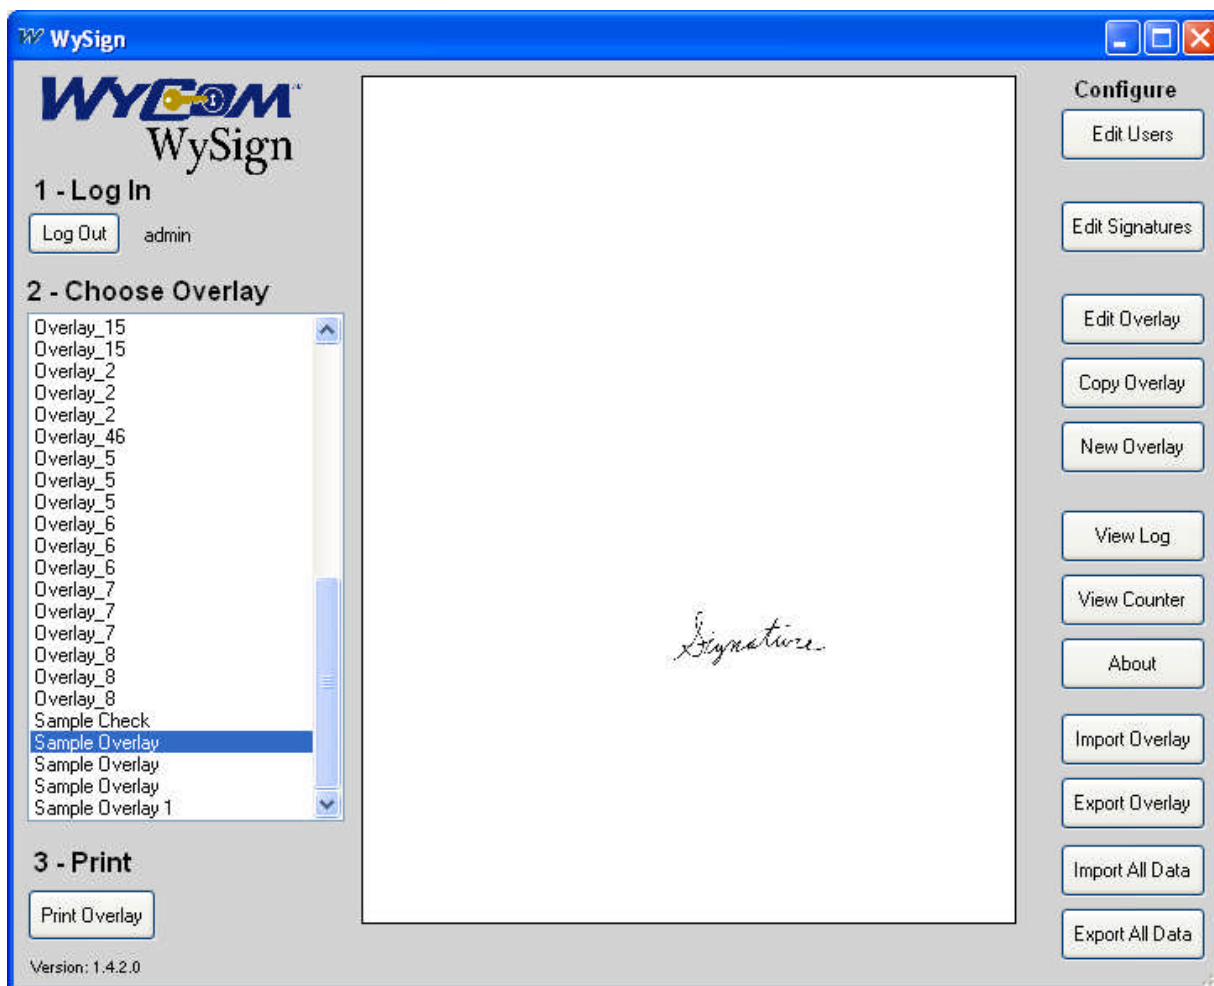 WySign
WYCOM
WySign
1 - Log In
Log Out
admin
2 - Choose Overlay
Overlay_15
Overlay_15
Overlay_2
Overlay_2
Overlay_2
Overlay_46
Overlay_5
Overlay_5
Overlay_5
Overlay_6
Overlay_6
Overlay_6
Overlay_7
Overlay_7
Overlay_7
Overlay_8
Overlay_8
Overlay_8
Sample Check
Sample Overlay
Sample Overlay
Sample Overlay
Sample Overlay 1
3 - Print
Print Overlay
Version: 1.4.2.0
Signature
Configure
Edit Users
Edit Signatures
Edit Overlay
Copy Overlay
New Overlay
View Log
View Counter
About
Import Overlay
Export Overlay
Import All Data
Export All Data